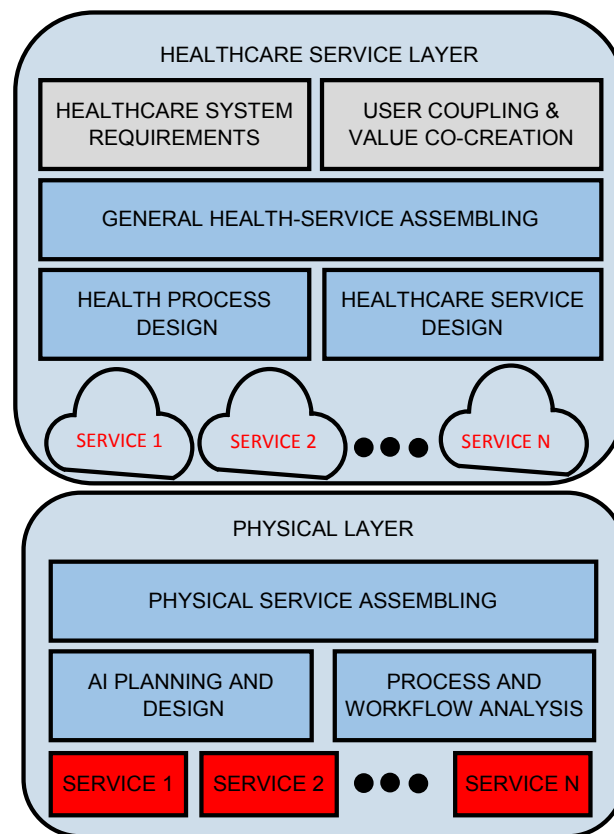 HEALTHCARE SERVICE LAYER
HEALTHCARE SYSTEM
REQUIREMENTS
USER COUPLING &
VALUE CO-CREATION
GENERAL HEALTH-SERVICE ASSEMBLING
HEALTH PROCESS
DESIGN
HEALTHCARE SERVICE
DESIGN
SERVICE 1
SERVICE 2
SERVICE N
PHYSICAL LAYER
PHYSICAL SERVICE ASSEMBLING
AI PLANNING AND
DESIGN
PROCESS AND
WORKFLOW ANALYSIS
SERVICE 1
SERVICE 2
SERVICE N